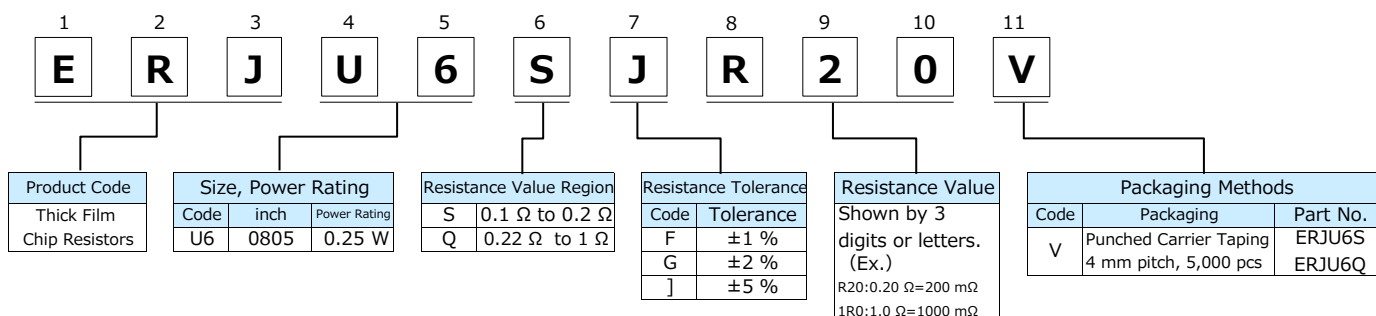 1 2 3 4 5 6 7 8 9 10 11
E R J U 6 S J R 2 0 V
Product Code
Thick Film
Chip Resistors
Size, Power Rating
Code inch Power Rating
U6 0805 0.25 W
Resistance Value Region
S 0.1 Ω to 0.2 Ω
Q 0.22 Ω to 1 Ω
Resistance Tolerance
Code Tolerance
F ±1 %
G ±2 %
] ±5 %
Resistance Value
Shown by 3
digits or letters.
(Ex.)
R20:0.20 Ω=200 mΩ
1R0:1.0 Ω=1000 mΩ
Packaging Methods
Code Packaging Part No.
V Punched Carrier Taping ERJU6S
4 mm pitch, 5,000 pcs ERJU6Q